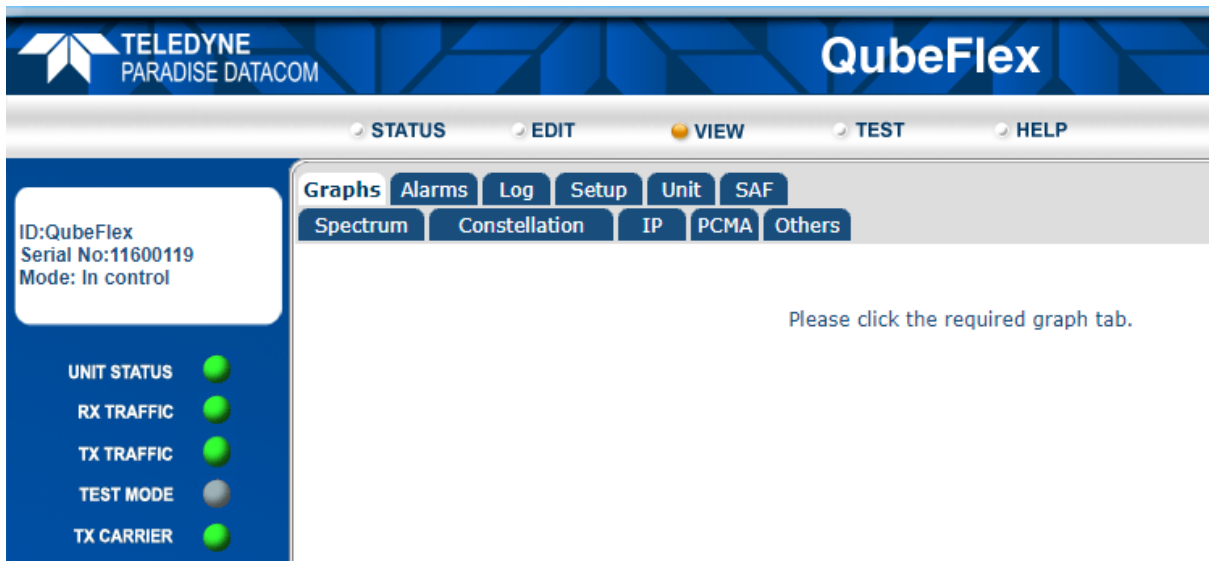 TELEDYNE
PARADISE DATACOM
QubeFlex
STATUS EDIT VIEW TEST HELP
ID:QubeFlex
Serial No:11600119
Mode: In control
Graphs Alarms Log Setup Unit SAF
Spectrum Constellation IP PCMA Others
Please click the required graph tab.
UNIT STATUS
RX TRAFFIC
TX TRAFFIC
TEST MODE
TX CARRIER